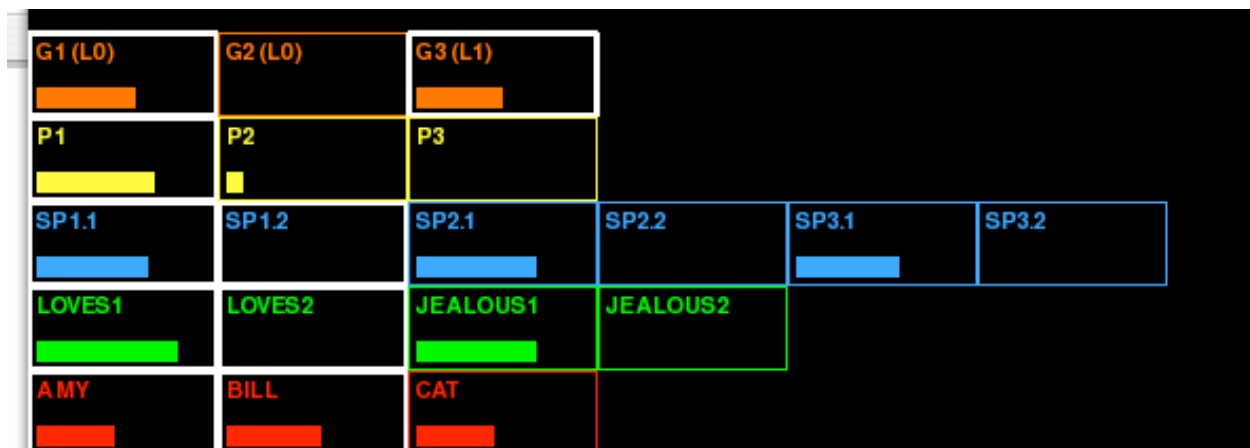 G1 (L0) G2 (L0) G3 (L1)
P1 P2 P3
SP1.1 SP1.2 SP2.1 SP2.2 SP3.1 SP3.2
LOVES1 LOVES2 JEALOUS1 JEALOUS2
AMY BILL CAT